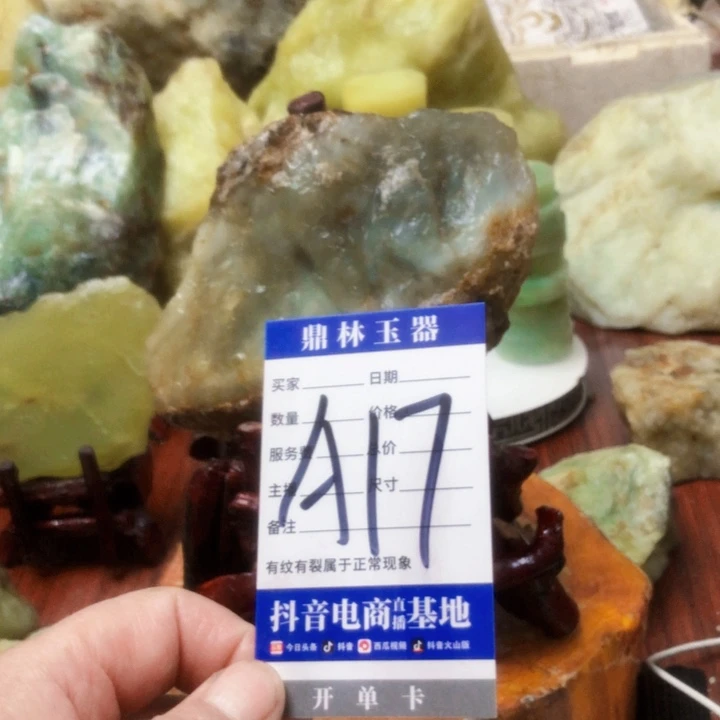 鼎林玉器
买家 日期
数量 价格
服务费 总价
主播 尺寸
备注
A17
有纹有裂属于正常现象
抖音电商直播基地
今日头条 抖音 西瓜视频 抖音火山版
开单卡